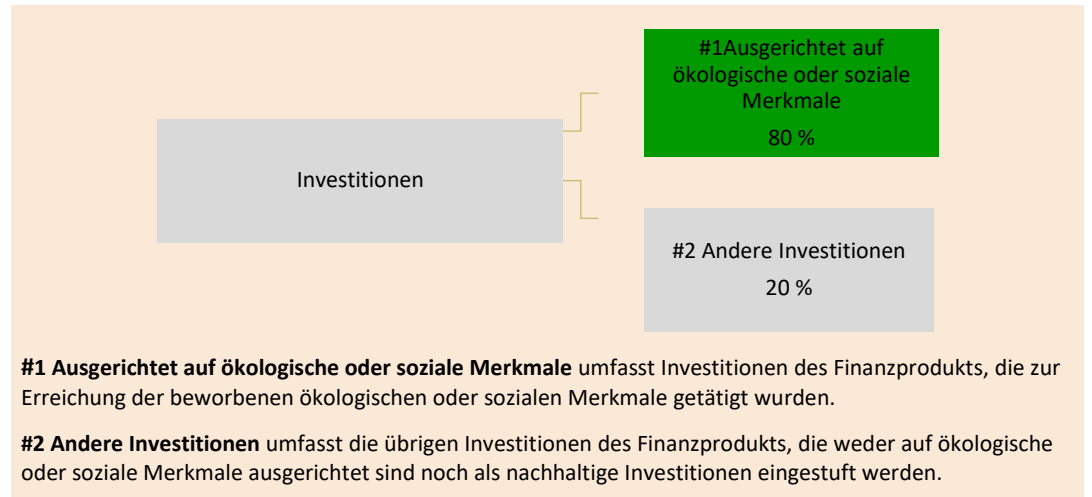 #1Ausgerichtet auf
ökologische oder soziale
Merkmale
80 %
Investitionen
#2 Andere Investitionen
20 %
#1 Ausgerichtet auf ökologische oder soziale Merkmale umfasst Investitionen des Finanzprodukts, die zur
Erreichung der beworbenen ökologischen oder sozialen Merkmale getätigt wurden.
#2 Andere Investitionen umfasst die übrigen Investitionen des Finanzprodukts, die weder auf ökologische
oder soziale Merkmale ausgerichtet sind noch als nachhaltige Investitionen eingestuft werden.